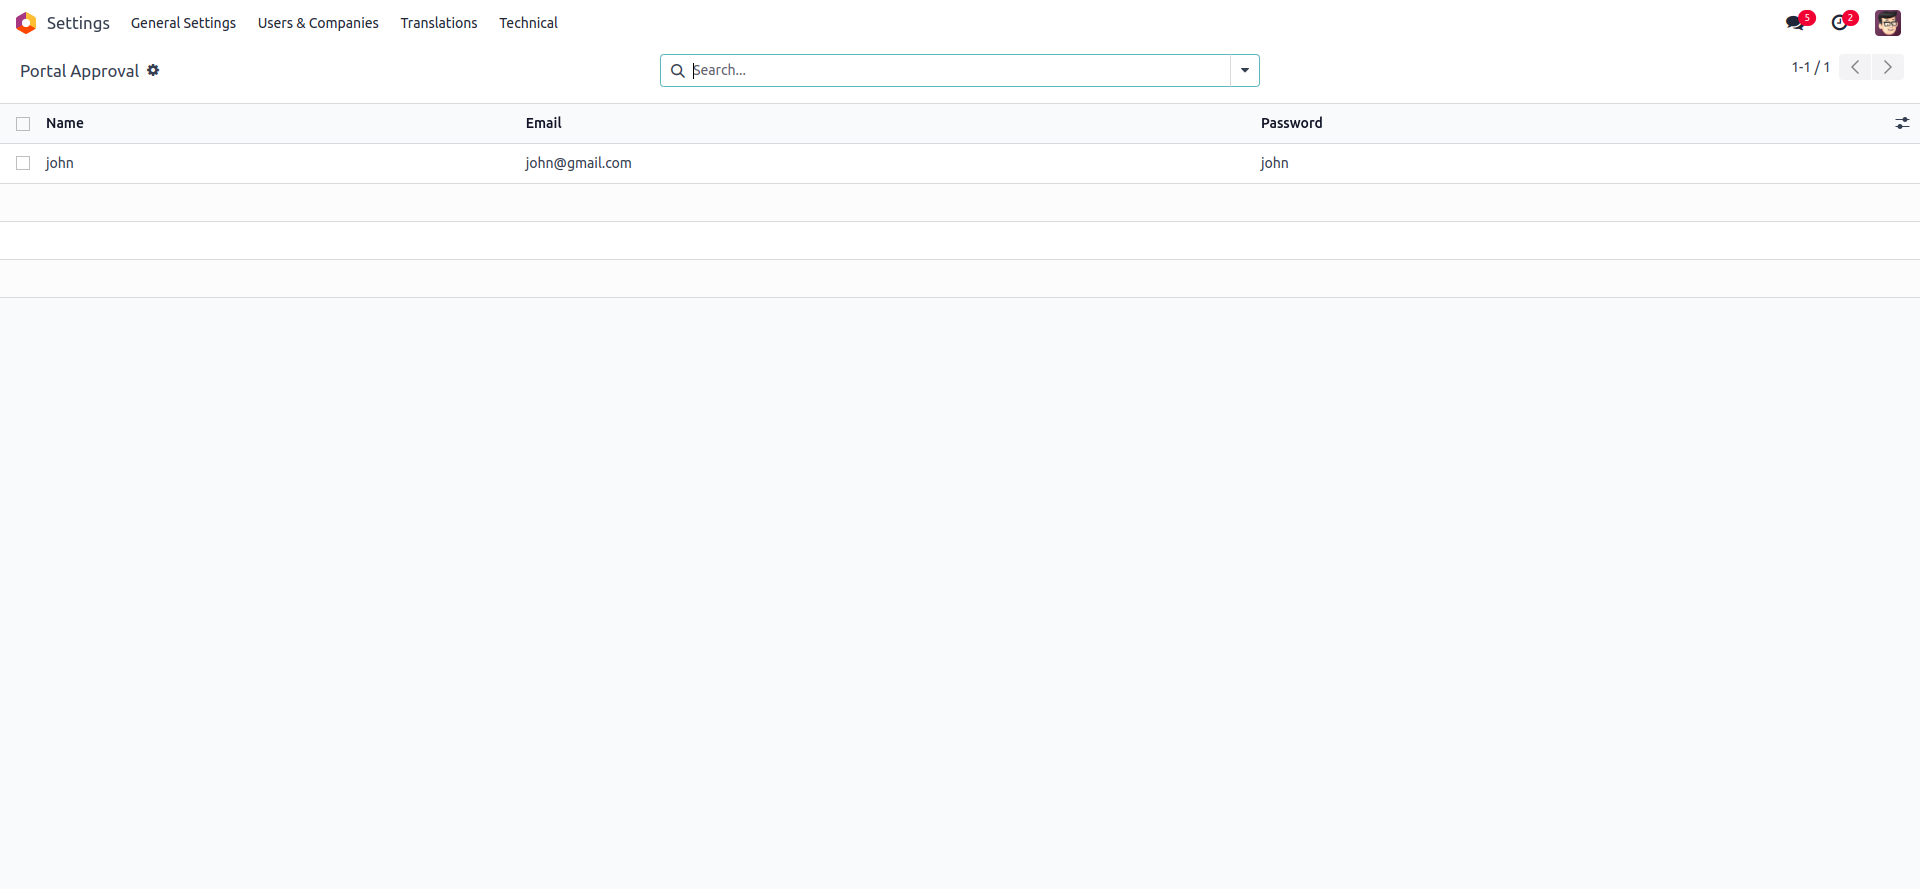 Settings General Settings Users & Companies Translations Technical 5 2
Portal Approval Search... 1-1 / 1
Name Email Password
john john@gmail.com john